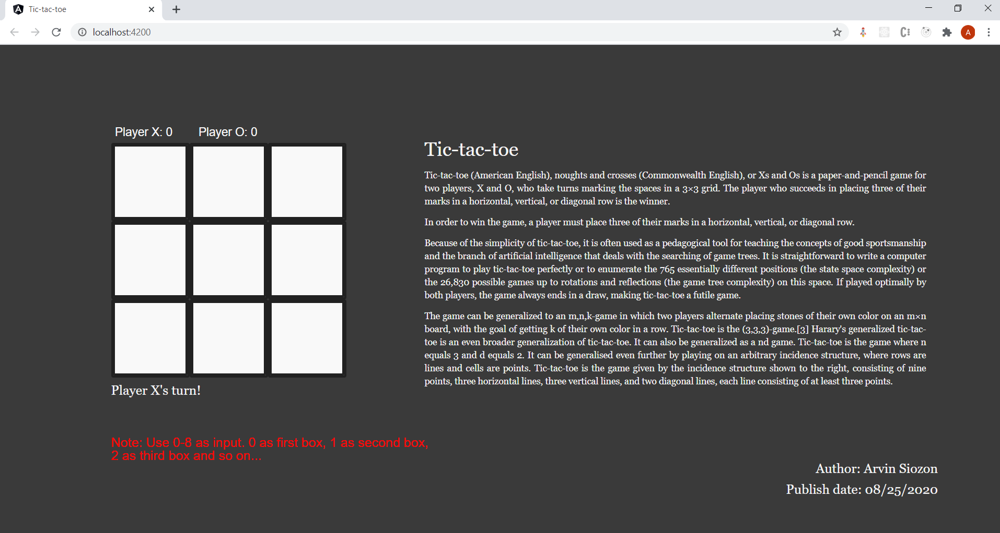 Tic-tac-toe
localhost:4200
A
Player X: 0 Player O: 0
Tic-tac-toe
Tic-tac-toe (American English), noughts and crosses (Commonwealth English), or Xs and Os is a paper-and-pencil game for
two players, X and O, who take turns marking the spaces in a 3×3 grid. The player who succeeds in placing three of their
marks in a horizontal, vertical, or diagonal row is the winner.
In order to win the game, a player must place three of their marks in a horizontal, vertical, or diagonal row.
Because of the simplicity of tic-tac-toe, it is often used as a pedagogical tool for teaching the concepts of good sportsmanship
and the branch of artificial intelligence that deals with the searching of game trees. It is straightforward to write a computer
program to play tic-tac-toe perfectly or to enumerate the 765 essentially different positions (the state space complexity) or
the 26,830 possible games up to rotations and reflections (the game tree complexity) on this space. If played optimally by
both players, the game always ends in a draw, making tic-tac-toe a futile game.
The game can be generalized to an m,n,k-game in which two players alternate placing stones of their own color on an m×n
board, with the goal of getting k of their own color in a row. Tic-tac-toe is the (3,3,3)-game.[3] Harary's generalized tic-tac-
toe is an even broader generalization of tic-tac-toe. It can also be generalized as a nd game. Tic-tac-toe is the game where n
equals 3 and d equals 2. It can be generalised even further by playing on an arbitrary incidence structure, where rows are
lines and cells are points. Tic-tac-toe is the game given by the incidence structure shown to the right, consisting of nine
points, three horizontal lines, three vertical lines, and two diagonal lines, each line consisting of at least three points.
Player X's turn!
Note: Use 0-8 as input. 0 as first box, 1 as second box,
2 as third box and so on...
Author: Arvin Siozon
Publish date: 08/25/2020